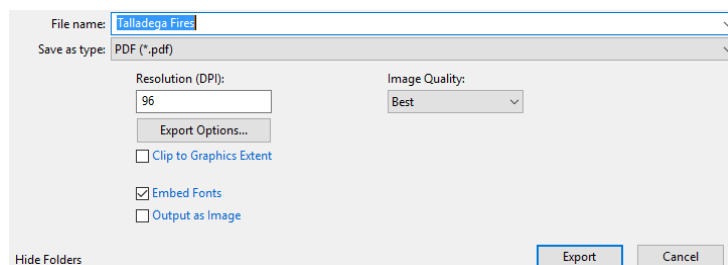 File name: Talladega Fires
Save as type: PDF (*.pdf)
Resolution (DPI): Image Quality:
96 Best
Export Options...
Clip to Graphics Extent
Embed Fonts
Output as Image
Hide Folders Export Cancel